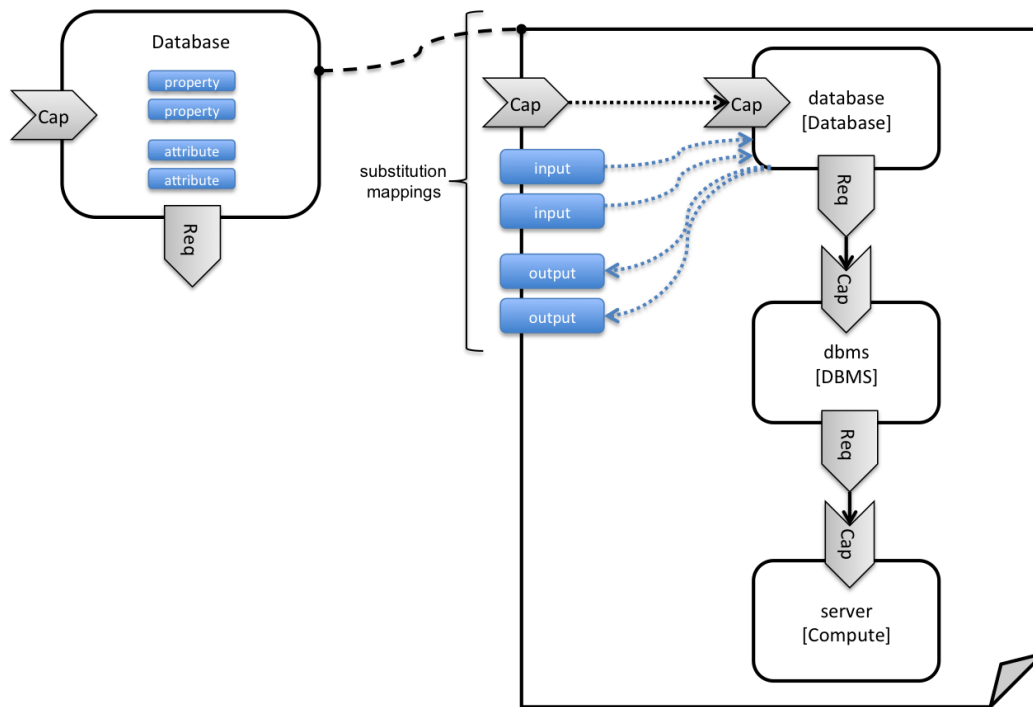 Database
property
property
attribute
attribute
Cap
Req
substitution
mappings
Cap
input
input
output
output
Cap
database
[Database]
Req
Cap
dbms
[DBMS]
Req
Cap
server
[Compute]